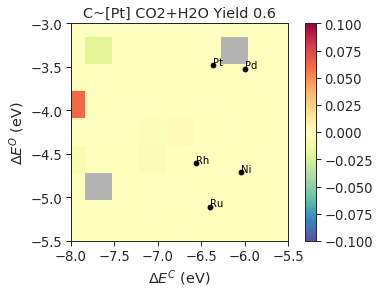 C~[Pt] CO2+H2O Yield 0.6
−3.0
−3.5
−4.0
−4.5
−5.0
−5.5
ΔE^O (eV)
Pt
Pd
Rh
Ni
Ru
−8.0 −7.5 −7.0 −6.5 −6.0 −5.5
ΔE^C (eV)
0.100
0.075
0.050
0.025
0.000
−0.025
−0.050
−0.075
−0.100